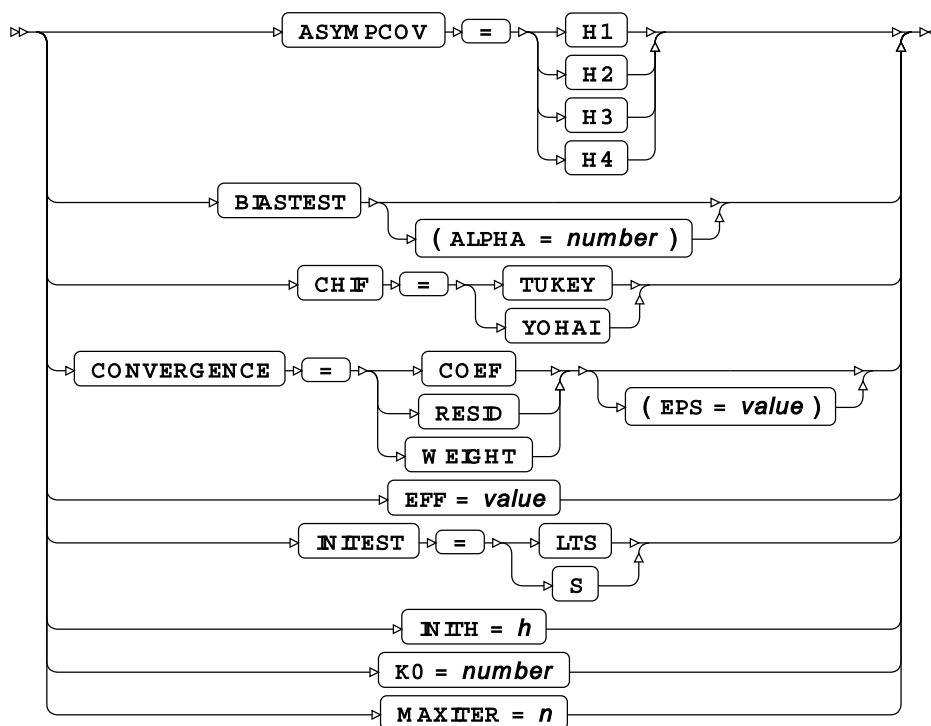 ASYMPCOV = H1
H2
H3
H4
BIASTEST
( ALPHA = number )
CHIF = TUKEY
YOHAI
CONVERGENCE = COEF
RESID ( EPS = value )
WEIGHT
EFF = value
INITEST = LTS
S
INITH = h
K0 = number
MAXITER = n